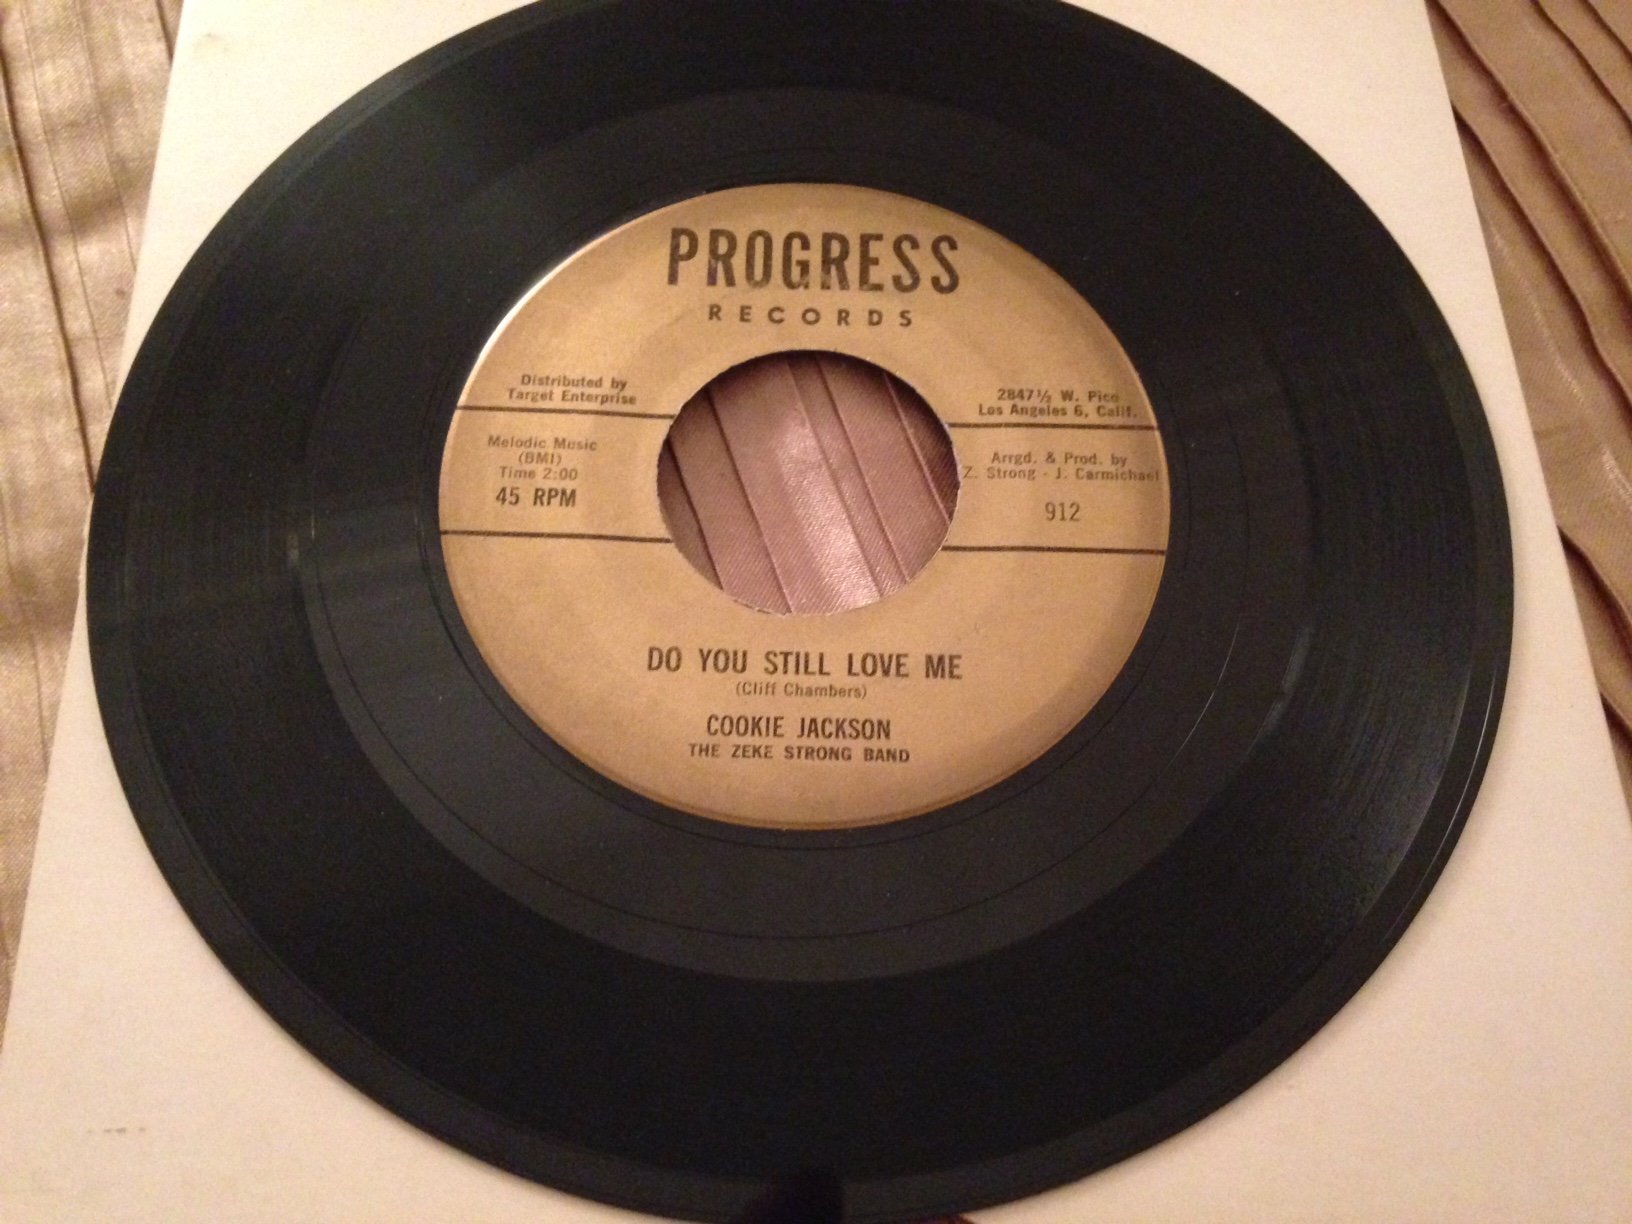 PROGRESS
RECORDS
Distributed by
Target Enterprise
2847½ W. Pico
Los Angeles 6, Calif.
Melodic Music
(BMI)
Time 2:00
45 RPM
Arrgd. & Prod. by
Z. Strong - J. Carmichael
912
DO YOU STILL LOVE ME
(Cliff Chambers)
COOKIE JACKSON
THE ZEKE STRONG BAND